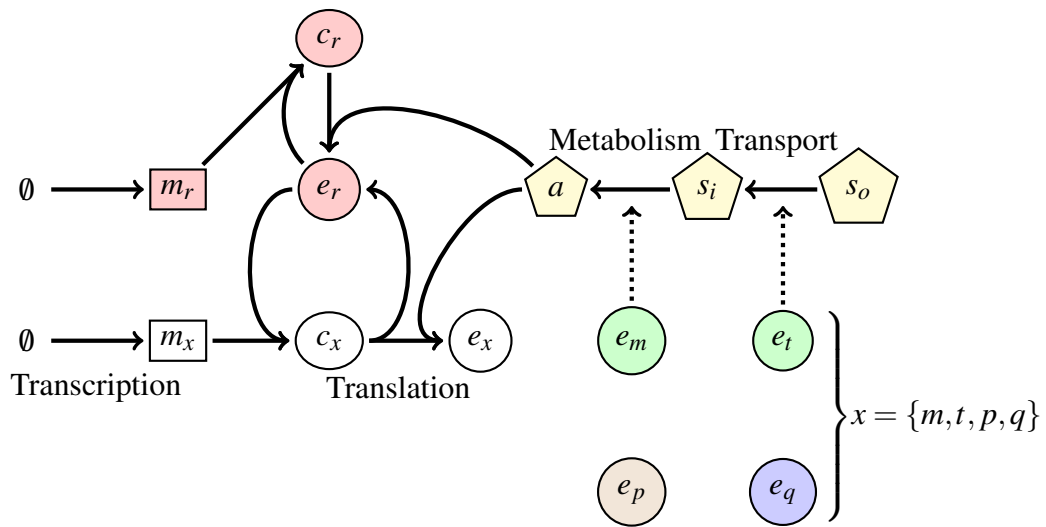 c_r
Metabolism Transport
∅ m_r e_r a s_i s_o
∅ m_x c_x e_x e_m e_t
Transcription Translation
x = {m,t,p,q}
e_p e_q